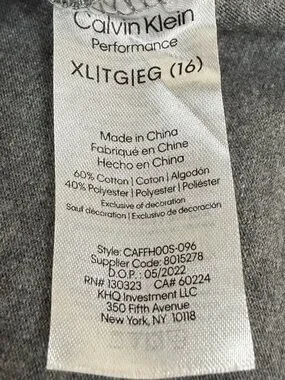 Calvin Klein
Performance
XL|TG|EG (16)
Made in China
Fabriqué en Chine
Hecho en China
60% Cotton | Coton | Algodón
40% Polyester | Polyester | Poliéster
Exclusive of decoration
Sauf décoration | Exclusivo de decoración
Style: CAFFH00S-096
Supplier Code: 8015278
D.O.P.: 05/2022
RN# 130323 CA# 60224
KHQ Investment LLC
350 Fifth Avenue
New York, NY 10118